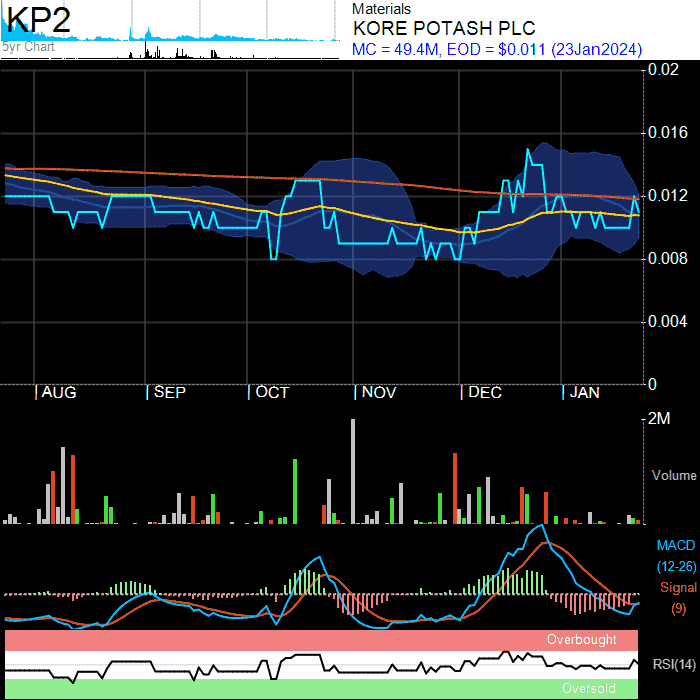 KP2
5yr Chart
Materials
KORE POTASH PLC
MC = 49.4M, EOD = $0.011 (23Jan2024)
0.02
0.016
0.012
0.008
0.004
0
AUG
SEP
OCT
NOV
DEC
JAN
2M
Volume
MACD
(12-26)
Signal
(9)
Overbought
RSI(14)
Oversold